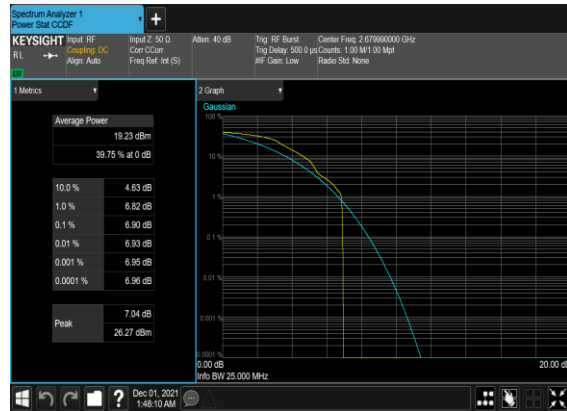 Spectrum Analyzer 1
Power Stat CCDF
KEYSIGHT
RL
Input: RF
Coupling: DC
Align: Auto
Input Z: 50 Ω
Corr CCorr
Freq Ref: Int (S)
Atten: 40 dB
Trig: RF Burst
Trig Delay: 500.0 µs
#IF Gain: Low
Center Freq: 2.679990000 GHz
Counts: 1.00 M/1.00 Mpt
Radio Std: None
1 Metrics
Average Power
19.23 dBm
39.75 % at 0 dB
10.0 % 4.63 dB
1.0 % 6.82 dB
0.1 % 6.90 dB
0.01 % 6.93 dB
0.001 % 6.95 dB
0.0001 % 6.96 dB
Peak
7.04 dB
26.27 dBm
2 Graph
Gaussian
100 %
10 %
1 %
0.1 %
0.01 %
0.001 %
0.0001 %
0.00 dB
20.00 dB
Info BW 25.000 MHz
?
Dec 01, 2021
1:48:10 AM